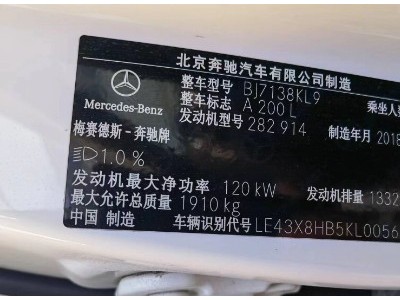 北京奔驰汽车有限公司制造
整车型号 BJ7138KL9 乘坐人数
整车标志 A 200 L
Mercedes-Benz
发动机型号 282 914 制造年月 2018
梅赛德斯－奔驰牌
1.0 %
发动机最大净功率 120 kW 发动机排量 1332
最大允许总质量 1910 kg
中国 制造 车辆识别代号 LE43X8HB5KL0056